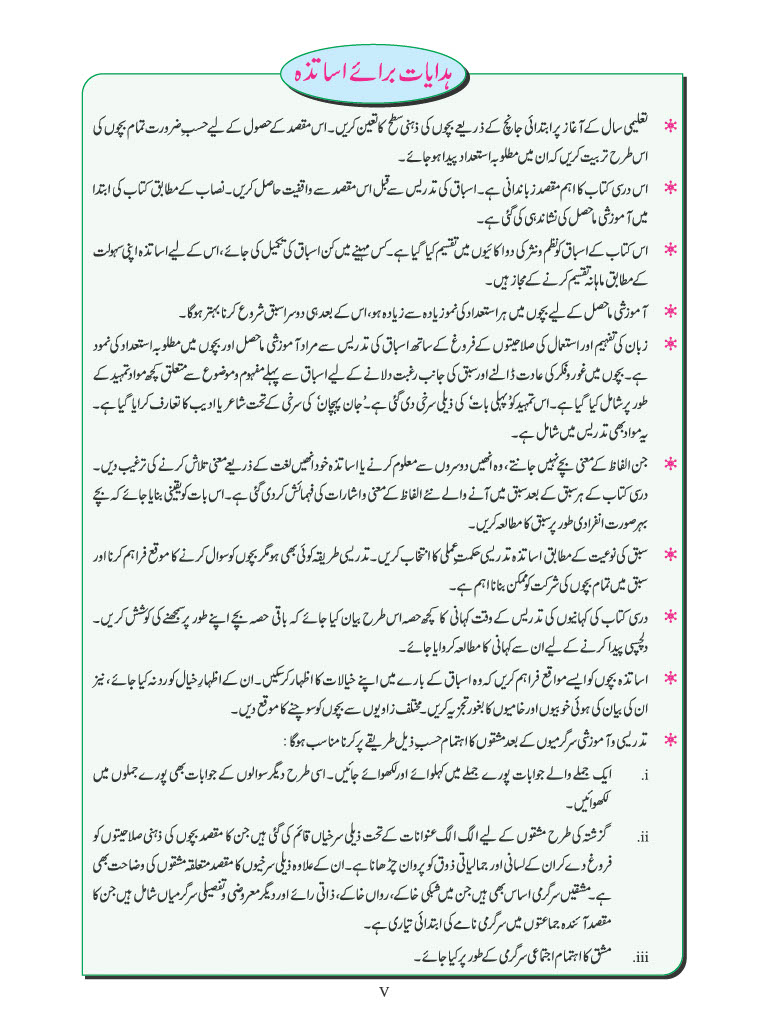 ہدایات برائے اساتذہ
تعلیمی سال کے آغاز پر ابتدائی جانچ کے ذریعے بچوں کی ذہنی سطح کا تعین کریں۔ اس مقصد کے حصول کے لیے حسبِ ضرورت تمام بچوں کی
اس طرح تربیت کریں کہ ان میں مطلوبہ استعداد پیدا ہو جائے۔
اس درسی کتاب کا اہم مقصد زباندانی ہے۔ اسباق کی تدریس سے قبل اس مقصد سے واقفیت حاصل کریں۔ نصاب کے مطابق کتاب کی ابتدا
میں آموزشی ماحصل کی نشاندہی کی گئی ہے۔
اس کتاب کے اسباق کو نظم و نثر کی دو اکائیوں میں تقسیم کیا گیا ہے۔ کس مہینے میں کن اسباق کی تکمیل کی جائے، اس کے لیے اساتذہ اپنی سہولت
کے مطابق ماہانہ تقسیم کرنے کے مجاز ہیں۔
آموزشی ماحصل کے لیے بچوں میں ہر استعداد کی نمو زیادہ سے زیادہ ہو، اس کے بعد ہی دوسرا سبق شروع کرنا بہتر ہوگا۔
زبان کی تفہیم اور استعمال کی صلاحیتوں کے فروغ کے ساتھ اسباق کی تدریس سے مراد آموزشی ماحصل اور بچوں میں مطلوبہ استعداد کی نمود
ہے۔ بچوں میں غور و فکر کی عادت ڈالنے اور سبق کی جانب رغبت دلانے کے لیے اسباق سے پہلے مفہوم و موضوع سے متعلق کچھ مواد تمہید کے
طور پر شامل کیا گیا ہے۔ اس تمہید کو 'پہلی بات' کی ذیلی سرخی دی گئی ہے۔ 'جان پہچان' کی سرخی کے تحت شاعر یا ادیب کا تعارف کرایا گیا ہے۔
یہ مواد بھی تدریس میں شامل ہے۔
جن الفاظ کے معنی بچے نہیں جانتے، وہ انھیں دوسروں سے معلوم کرنے یا اساتذہ خود انھیں لغت کے ذریعے معنی تلاش کرنے کی ترغیب دیں۔
درسی کتاب کے ہر سبق کے بعد سبق میں آنے والے نئے الفاظ کے معنی و اشارات کی فہمائش کر دی گئی ہے۔ اس بات کو یقینی بنایا جائے کہ بچے
بہر صورت انفرادی طور پر سبق کا مطالعہ کریں۔
سبق کی نوعیت کے مطابق اساتذہ تدریسی حکمتِ عملی کا انتخاب کریں۔ تدریسی طریقہ کوئی بھی ہو مگر بچوں کو سوال کرنے کا موقع فراہم کرنا اور
سبق میں تمام بچوں کی شرکت کو ممکن بنانا اہم ہے۔
درسی کتاب کی کہانیوں کی تدریس کے وقت کہانی کا کچھ حصہ اس طرح بیان کیا جائے کہ باقی حصہ بچے اپنے طور پر سمجھنے کی کوشش کریں۔
دلچسپی پیدا کرنے کے لیے ان سے کہانی کا مطالعہ کروایا جائے۔
اساتذہ بچوں کو ایسے مواقع فراہم کریں کہ وہ اسباق کے بارے میں اپنے خیالات کا اظہار کر سکیں۔ ان کے اظہارِ خیال کو رد نہ کیا جائے، نیز
ان کی بیان کی ہوئی خوبیوں اور خامیوں کا بغور تجزیہ کریں۔ مختلف زاویوں سے بچوں کو سوچنے کا موقع دیں۔
تدریسی و آموزشی سرگرمیوں کے بعد مشقوں کا اہتمام حسبِ ذیل طریقے پر کرنا مناسب ہوگا :
i. ایک جملے والے جوابات پورے جملے میں کہلوائے اور لکھوائے جائیں۔ اسی طرح دیگر سوالوں کے جوابات بھی پورے جملوں میں
لکھوائیں۔
ii. گزشتہ کی طرح مشقوں کے لیے الگ الگ عنوانات کے تحت ذیلی سرخیاں قائم کی گئی ہیں جن کا مقصد بچوں کی ذہنی صلاحیتوں کو
فروغ دے کر ان کے لسانی اور جمالیاتی ذوق کو پروان چڑھانا ہے۔ ان کے علاوہ ذیلی سرخیوں کا مقصد متعلقہ مشقوں کی وضاحت بھی
ہے۔ مشقیں سرگرمی اساس بھی ہیں جن میں شبکی خاکے، رواں خاکے، ذاتی رائے اور دیگر معروضی و تفصیلی سرگرمیاں شامل ہیں جن کا
مقصد آئندہ جماعتوں میں سرگرمی نامے کی ابتدائی تیاری ہے۔
iii. مشق کا اہتمام اجتماعی سرگرمی کے طور پر کیا جائے۔
V